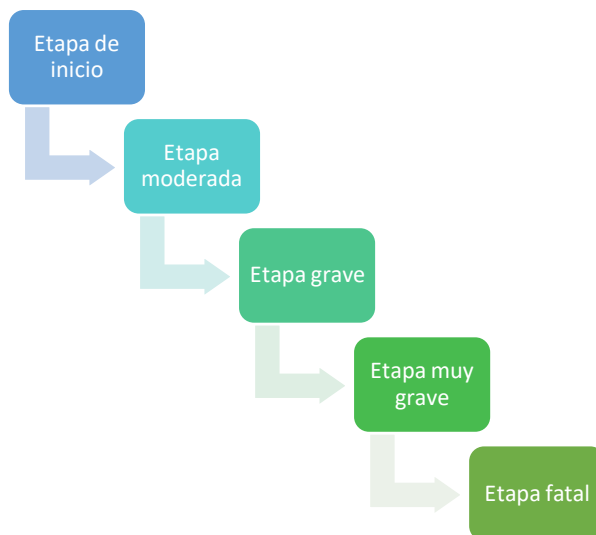 Etapa de
inicio
Etapa
moderada
Etapa grave
Etapa muy
grave
Etapa fatal